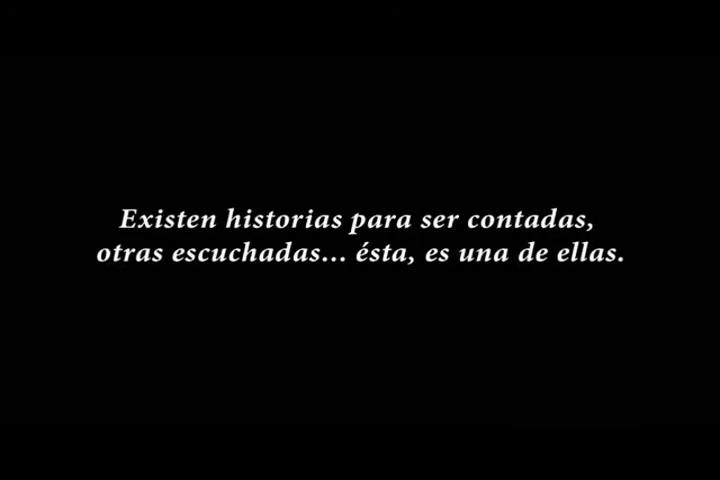 Existen historias para ser contadas,
otras escuchadas... ésta, es una de ellas.